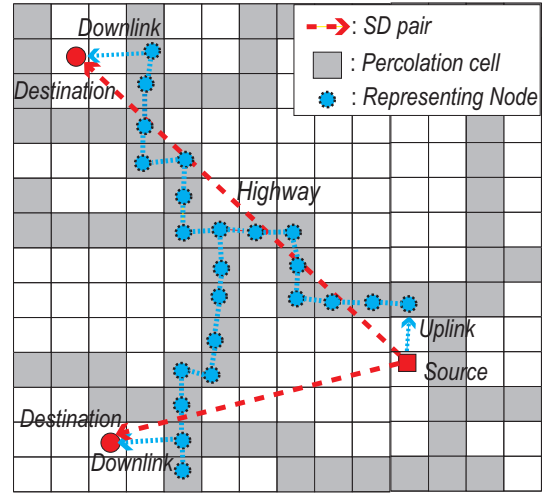 Downlink
: SD pair
: Percolation cell
: Representing Node
Destination
Highway
Uplink
Source
Destination
Downlink